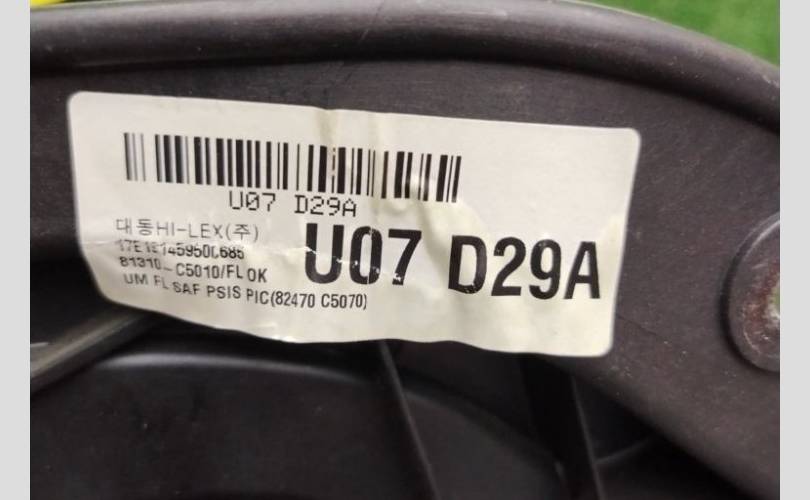 U07 D29A
대동HI-LEX(주)
81310-C5010/FL OK
UM FL SAF PSIS PIC(82470 C5070)
U07 D29A